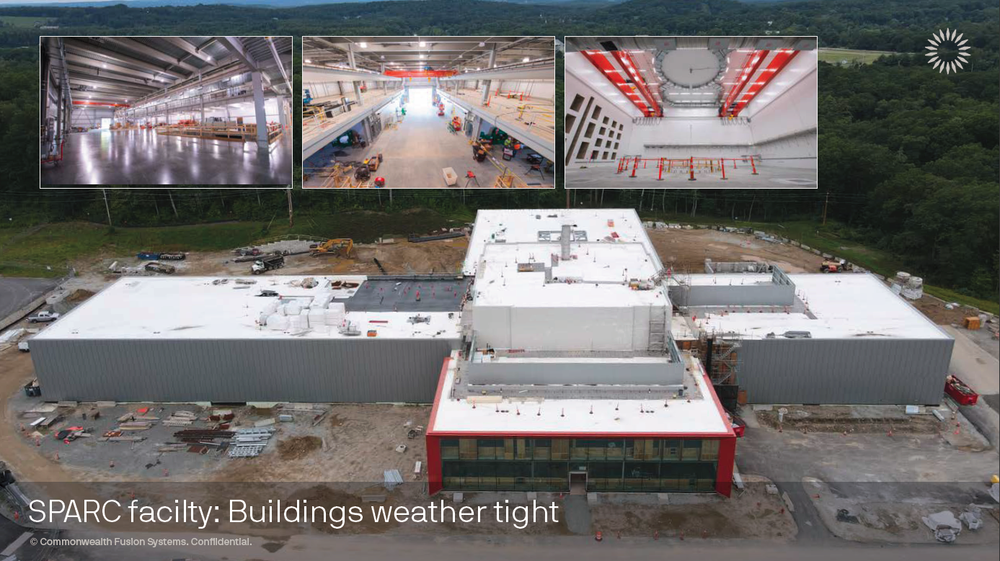 SPARC facilty: Buildings weather tight
© Commonwealth Fusion Systems. Confidential.